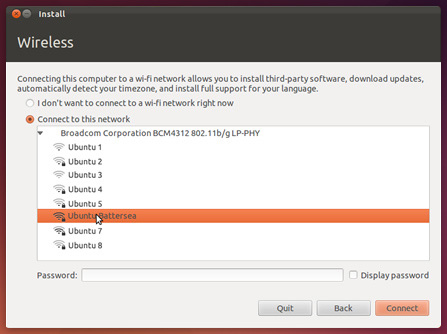 Install
Wireless
Connecting this computer to a wi-fi network allows you to install third-party software, download updates,
automatically detect your timezone, and install full support for your language.
I don't want to connect to a wi-fi network right now
Connect to this network
Broadcom Corporation BCM4312 802.11b/g LP-PHY
Ubuntu 1
Ubuntu 2
Ubuntu 3
Ubuntu 4
Ubuntu 5
Ubuntu Battersea
Ubuntu 7
Ubuntu 8
Password:
Display password
Quit
Back
Connect